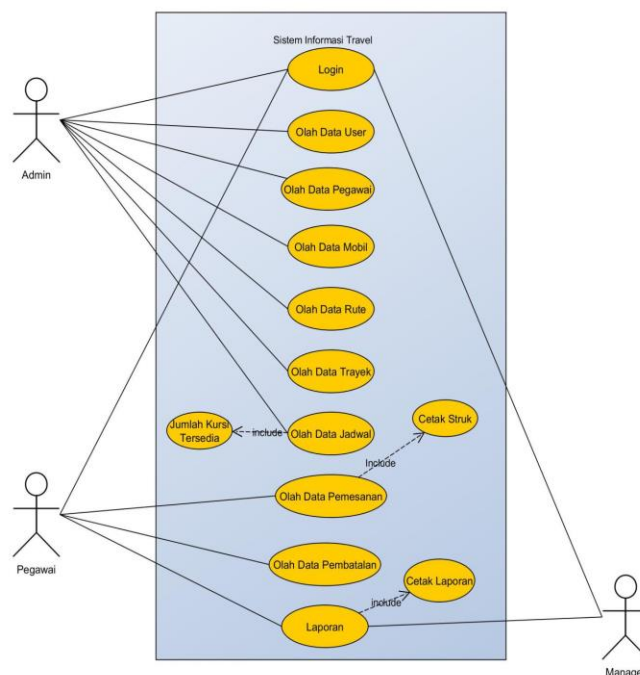 Sistem Informasi Travel
Login
Olah Data User
Admin
Olah Data Pegawai
Olah Data Mobil
Olah Data Rute
Olah Data Trayek
Jumlah Kursi
Tersedia
include
Olah Data Jadwal
Cetak Struk
Include
Olah Data Pemesanan
Pegawai
Olah Data Pembatalan
Cetak Laporan
include
Laporan
Manage